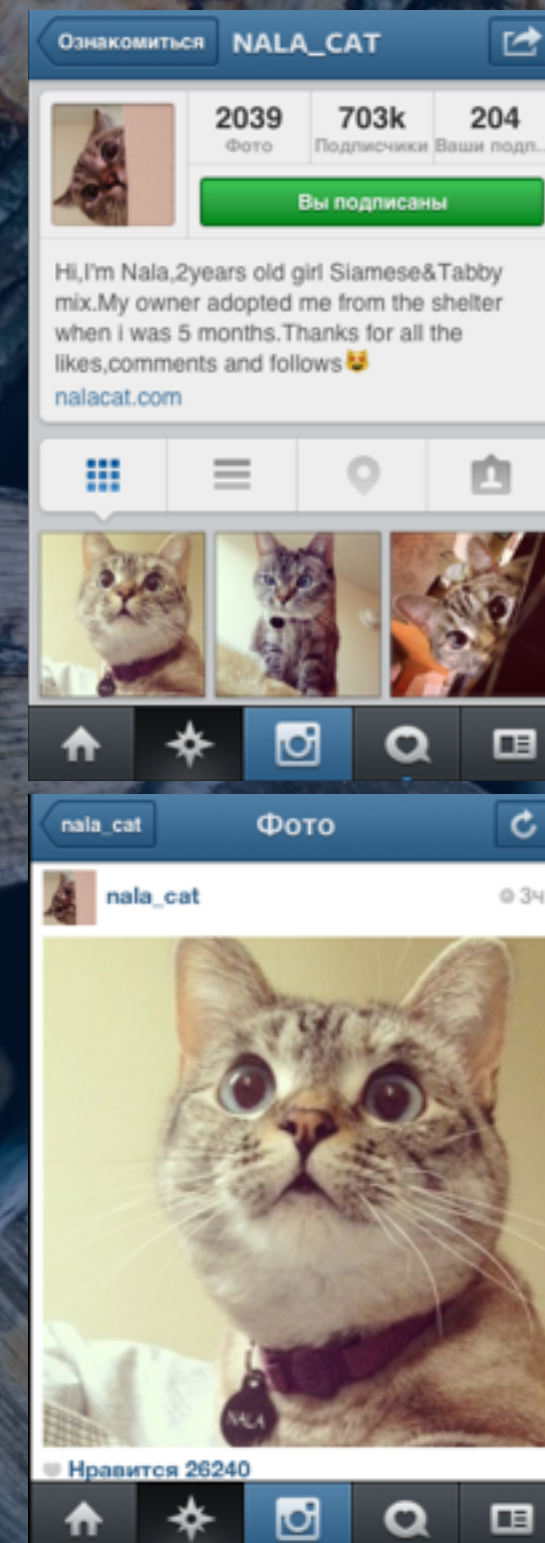 Ознакомиться NALA_CAT
2039 703k 204
Фото Подписчики Ваши подп...
Вы подписаны
Hi,I'm Nala,2years old girl Siamese&Tabby
mix.My owner adopted me from the shelter
when i was 5 months.Thanks for all the
likes,comments and follows😻
nalacat.com
nala_cat Фото
nala_cat 3ч
NALA
Нравится 26240